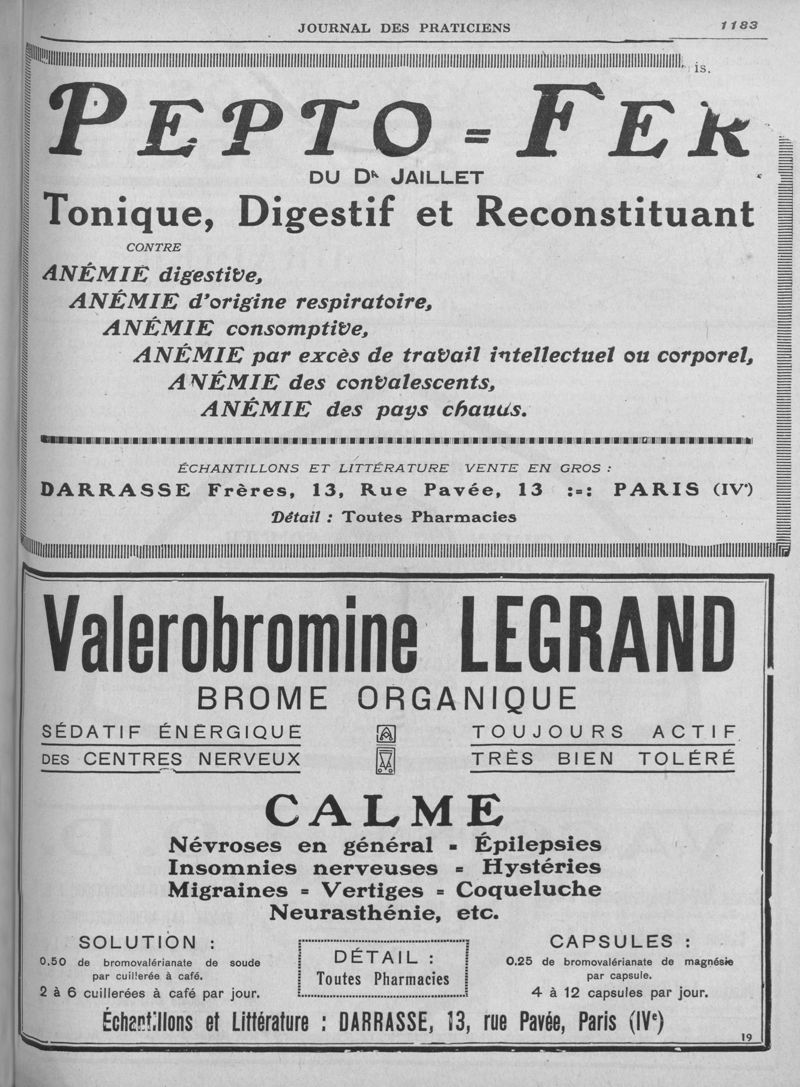 JOURNAL DES PRATICIENS
1183
is.
PEPTO=FER
DU Dr JAILLET
Tonique, Digestif et Reconstituant
CONTRE
ANÉMIE digestive,
ANÉMIE d'origine respiratoire,
ANÉMIE consomptive,
ANÉMIE par excès de travail intellectuel ou corporel,
ANÉMIE des convalescents,
ANÉMIE des pays chauds.
ÉCHANTILLONS ET LITTÉRATURE VENTE EN GROS :
DARRASSE Frères, 13, Rue Pavée, 13 :=: PARIS (IVe)
Détail : Toutes Pharmacies
Valerobromine LEGRAND
BROME ORGANIQUE
SÉDATIF ÉNERGIQUE
DES CENTRES NERVEUX
TOUJOURS ACTIF
TRÈS BIEN TOLÉRÉ
CALME
Névroses en général = Épilepsies
Insomnies nerveuses = Hystéries
Migraines = Vertiges = Coqueluche
Neurasthénie, etc.
SOLUTION :
0.50 de bromovalérianate de soude
par cuillerée à café.
2 à 6 cuillerées à café par jour.
DÉTAIL :
Toutes Pharmacies
CAPSULES :
0.25 de bromovalérianate de magnésie
par capsule.
4 à 12 capsules par jour.
Échantillons et Littérature : DARRASSE, 13, rue Pavée, Paris (IVe)
19